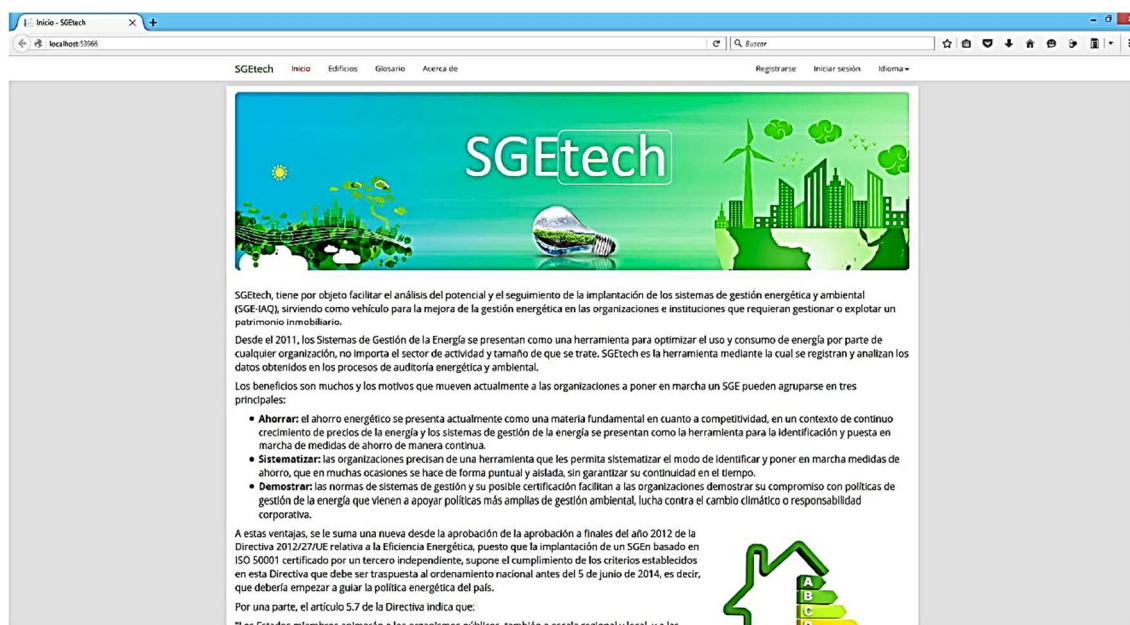 Inicio - SGEtech
localhost:53966
Buscar
SGEtech Inicio Edificios Glosario Acerca de Registrarse Iniciar sesión Idioma
SGEtech
SGEtech, tiene por objeto facilitar el análisis del potencial y el seguimiento de la implantación de los sistemas de gestión energética y ambiental
(SGE-IAQ), sirviendo como vehículo para la mejora de la gestión energética en las organizaciones e instituciones que requieran gestionar o explotar un
patrimonio inmobiliario.
Desde el 2011, los Sistemas de Gestión de la Energía se presentan como una herramienta para optimizar el uso y consumo de energía por parte de
cualquier organización, no importa el sector de actividad y tamaño de que se trate. SGEtech es la herramienta mediante la cual se registran y analizan los
datos obtenidos en los procesos de auditoría energética y ambiental.
Los beneficios son muchos y los motivos que mueven actualmente a las organizaciones a poner en marcha un SGE pueden agruparse en tres
principales:
• Ahorrar: el ahorro energético se presenta actualmente como una materia fundamental en cuanto a competitividad, en un contexto de continuo
crecimiento de precios de la energía y los sistemas de gestión de la energía se presentan como la herramienta para la identificación y puesta en
marcha de medidas de ahorro de manera continua.
• Sistematizar: las organizaciones precisan de una herramienta que les permita sistematizar el modo de identificar y poner en marcha medidas de
ahorro, que en muchas ocasiones se hace de forma puntual y aislada, sin garantizar su continuidad en el tiempo.
• Demostrar: las normas de sistemas de gestión y su posible certificación facilitan a las organizaciones demostrar su compromiso con políticas de
gestión de la energía que vienen a apoyar políticas más amplias de gestión ambiental, lucha contra el cambio climático o responsabilidad
corporativa.
A estas ventajas, se le suma una nueva desde la aprobación de la aprobación a finales del año 2012 de la
Directiva 2012/27/UE relativa a la Eficiencia Energética, puesto que la implantación de un SGEn basado en
ISO 50001 certificado por un tercero independiente, supone el cumplimiento de los criterios establecidos
en esta Directiva que debe ser traspuesta al ordenamiento nacional antes del 5 de junio de 2014, es decir,
que debería empezar a guiar la política energética del país.
Por una parte, el artículo 5.7 de la Directiva indica que:
"Los Estados miembros animarán a los organismos públicos, también a escala regional y local, y a las
A
B
C
D